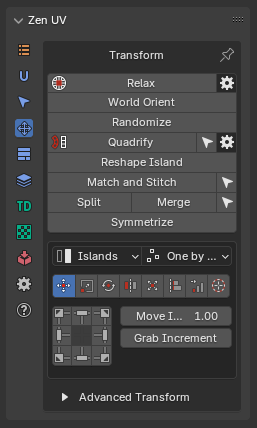 Zen UV
Transform
Relax
World Orient
Randomize
Quadrify
Reshape Island
Match and Stitch
Split Merge
Symmetrize
Islands One by ...
Move I... 1.00
Grab Increment
TD
Advanced Transform